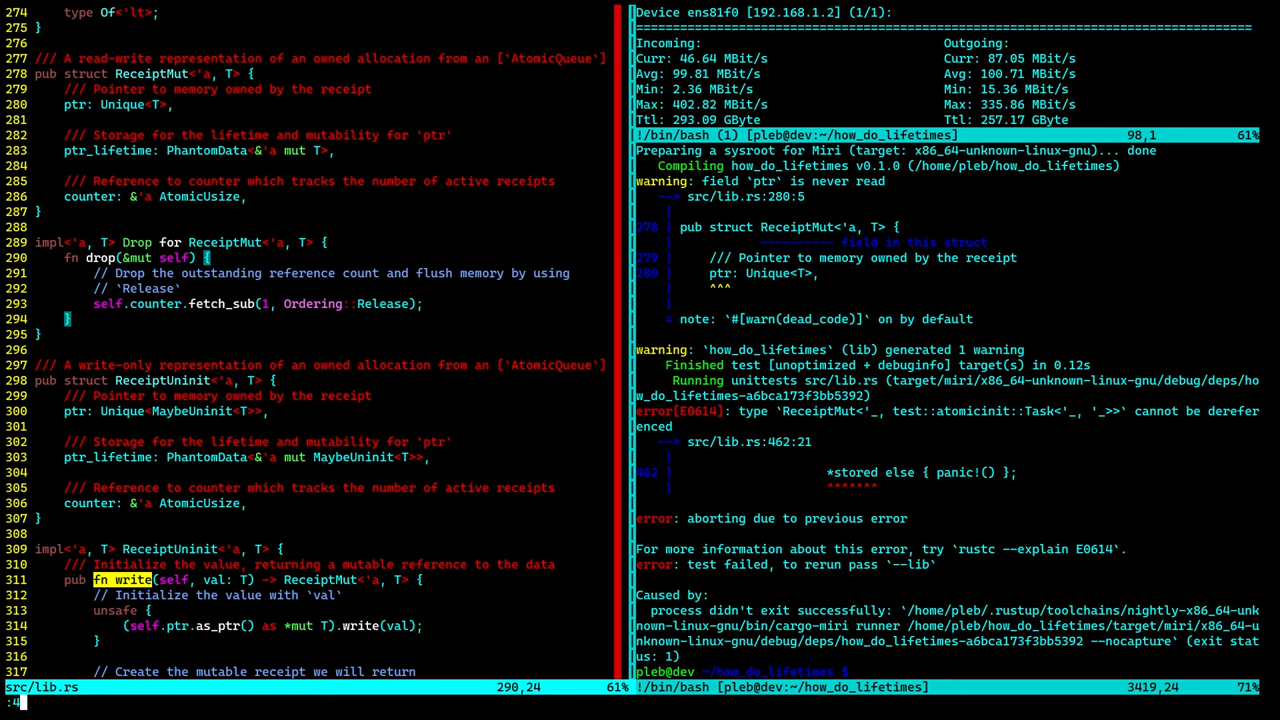 274     type Of<'lt>;
275 }
276
277 /// A read-write representation of an owned allocation from an [`AtomicQueue`]
278 pub struct ReceiptMut<'a, T> {
279     /// Pointer to memory owned by the receipt
280     ptr: Unique<T>,
281
282     /// Storage for the lifetime and mutability for `ptr`
283     ptr_lifetime: PhantomData<&'a mut T>,
284
285     /// Reference to counter which tracks the number of active receipts
286     counter: &'a AtomicUsize,
287 }
288
289 impl<'a, T> Drop for ReceiptMut<'a, T> {
290     fn drop(&mut self) {
291         // Drop the outstanding reference count and flush memory by using
292         // `Release`
293         self.counter.fetch_sub(1, Ordering::Release);
294     }
295 }
296
297 /// A write-only representation of an owned allocation from an [`AtomicQueue`]
298 pub struct ReceiptUninit<'a, T> {
299     /// Pointer to memory owned by the receipt
300     ptr: Unique<MaybeUninit<T>>,
301
302     /// Storage for the lifetime and mutability for `ptr`
303     ptr_lifetime: PhantomData<&'a mut MaybeUninit<T>>,
304
305     /// Reference to counter which tracks the number of active receipts
306     counter: &'a AtomicUsize,
307 }
308
309 impl<'a, T> ReceiptUninit<'a, T> {
310     /// Initialize the value, returning a mutable reference to the data
311     pub fn write(self, val: T) -> ReceiptMut<'a, T> {
312         // Initialize the value with `val`
313         unsafe {
314             (self.ptr.as_ptr() as *mut T).write(val);
315         }
316
317         // Create the mutable receipt we will return
src/lib.rs 290,24 61%
:4
Device ens81f0 [192.168.1.2] (1/1):
================================================================================
Incoming: Outgoing:
Curr: 46.64 MBit/s Curr: 87.05 MBit/s
Avg: 99.81 MBit/s Avg: 100.71 MBit/s
Min: 2.36 MBit/s Min: 15.36 MBit/s
Max: 402.82 MBit/s Max: 335.86 MBit/s
Ttl: 293.09 GByte Ttl: 257.17 GByte
!/bin/bash (1) [pleb@dev:~/how_do_lifetimes] 98,1 61%
Preparing a sysroot for Miri (target: x86_64-unknown-linux-gnu)... done
    Compiling how_do_lifetimes v0.1.0 (/home/pleb/how_do_lifetimes)
warning: field `ptr` is never read
   --> src/lib.rs:280:5
    |
278 | pub struct ReceiptMut<'a, T> {
    |            ---------- field in this struct
279 |     /// Pointer to memory owned by the receipt
280 |     ptr: Unique<T>,
    |     ^^^
    |
    = note: `#[warn(dead_code)]` on by default

warning: `how_do_lifetimes` (lib) generated 1 warning
    Finished test [unoptimized + debuginfo] target(s) in 0.12s
     Running unittests src/lib.rs (target/miri/x86_64-unknown-linux-gnu/debug/deps/ho
w_do_lifetimes-a6bca173f3bb5392)
error[E0614]: type `ReceiptMut<'_, test::atomicinit::Task<'_, '_>>` cannot be derefer
enced
   --> src/lib.rs:462:21
    |
462 |                     *stored else { panic!() };
    |                     ^^^^^^^

error: aborting due to previous error

For more information about this error, try `rustc --explain E0614`.
error: test failed, to rerun pass `--lib`

Caused by:
  process didn't exit successfully: `/home/pleb/.rustup/toolchains/nightly-x86_64-unk
nown-linux-gnu/bin/cargo-miri runner /home/pleb/how_do_lifetimes/target/miri/x86_64-u
nknown-linux-gnu/debug/deps/how_do_lifetimes-a6bca173f3bb5392 --nocapture` (exit stat
us: 1)
pleb@dev ~/how_do_lifetimes $
!/bin/bash [pleb@dev:~/how_do_lifetimes] 3419,24 71%